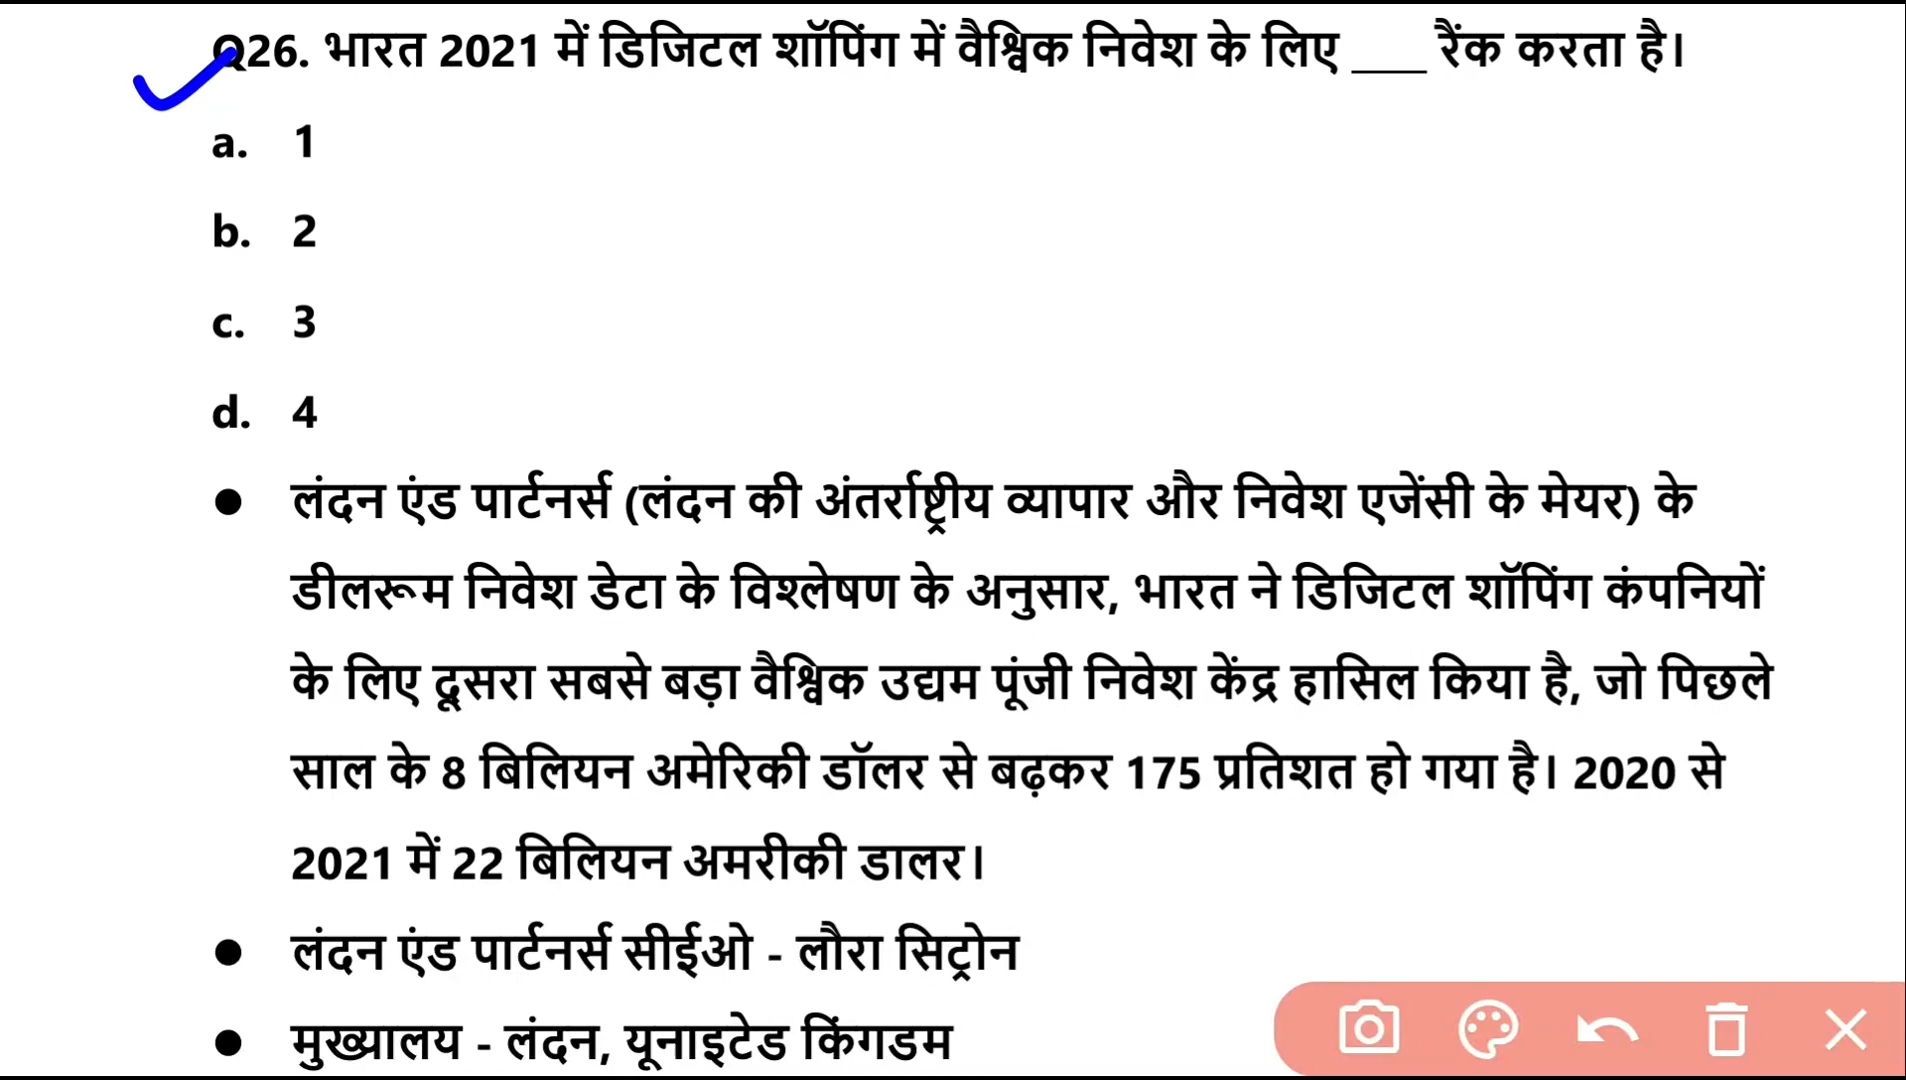 Q26. भारत 2021 में डिजिटल शॉपिंग में वैश्विक निवेश के लिए ____ रैंक करता है।
a. 1
b. 2
c. 3
d. 4
● लंदन एंड पार्टनर्स (लंदन की अंतर्राष्ट्रीय व्यापार और निवेश एजेंसी के मेयर) के
डीलरूम निवेश डेटा के विश्लेषण के अनुसार, भारत ने डिजिटल शॉपिंग कंपनियों
के लिए दूसरा सबसे बड़ा वैश्विक उद्यम पूंजी निवेश केंद्र हासिल किया है, जो पिछले
साल के 8 बिलियन अमेरिकी डॉलर से बढ़कर 175 प्रतिशत हो गया है। 2020 से
2021 में 22 बिलियन अमरीकी डालर।
● लंदन एंड पार्टनर्स सीईओ - लौरा सिट्रोन
● मुख्यालय - लंदन, यूनाइटेड किंगडम